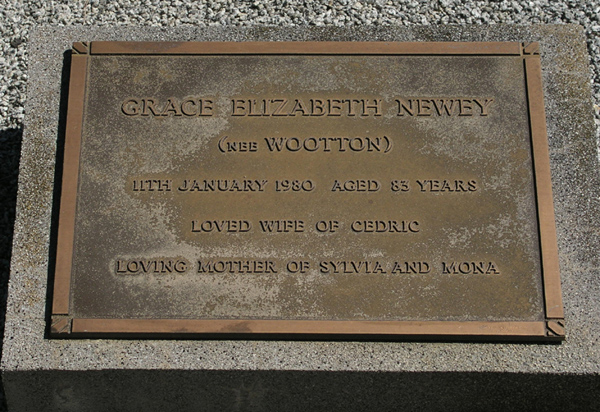 GRACE ELIZABETH NEWEY
(NEE WOOTTON)
11TH JANUARY 1980 AGED 83 YEARS
LOVED WIFE OF CEDRIC
LOVING MOTHER OF SYLVIA AND MONA